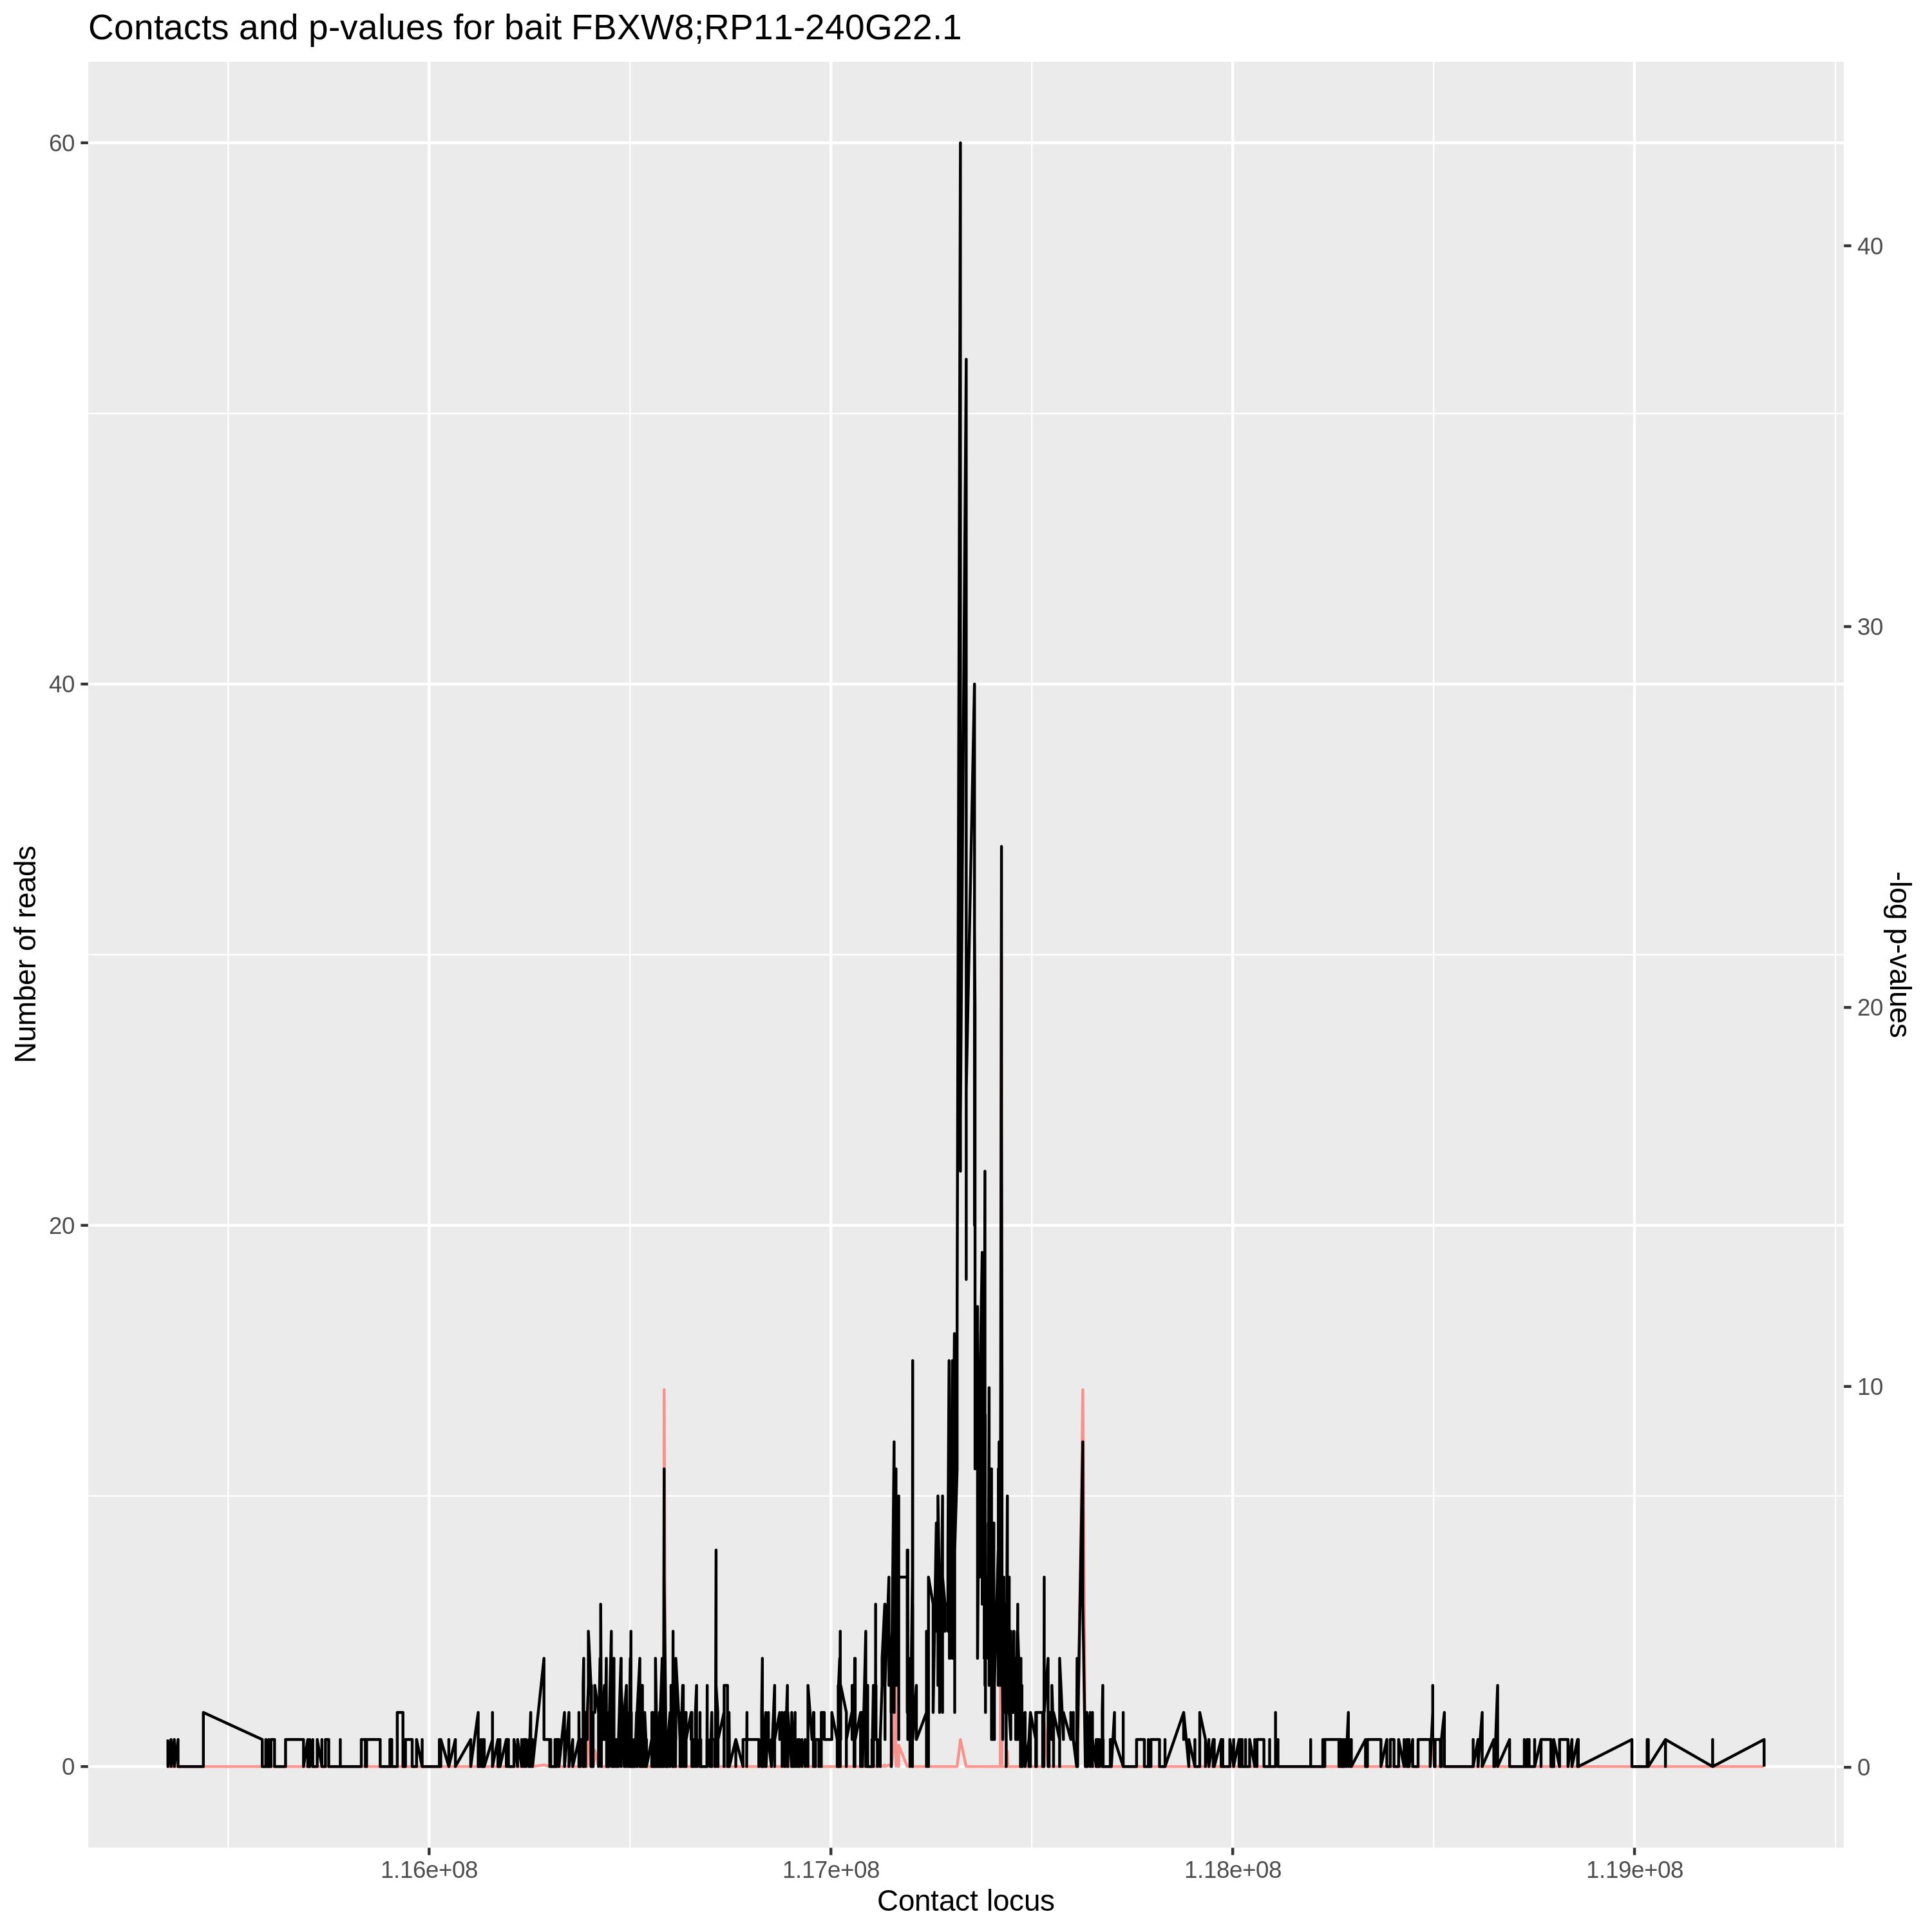 Contacts and p-values for bait FBXW8;RP11-240G22.1
60
40
20
0
Number of reads
40
30
20
10
0
-log p-values
1.16e+08
1.17e+08
1.18e+08
1.19e+08
Contact locus